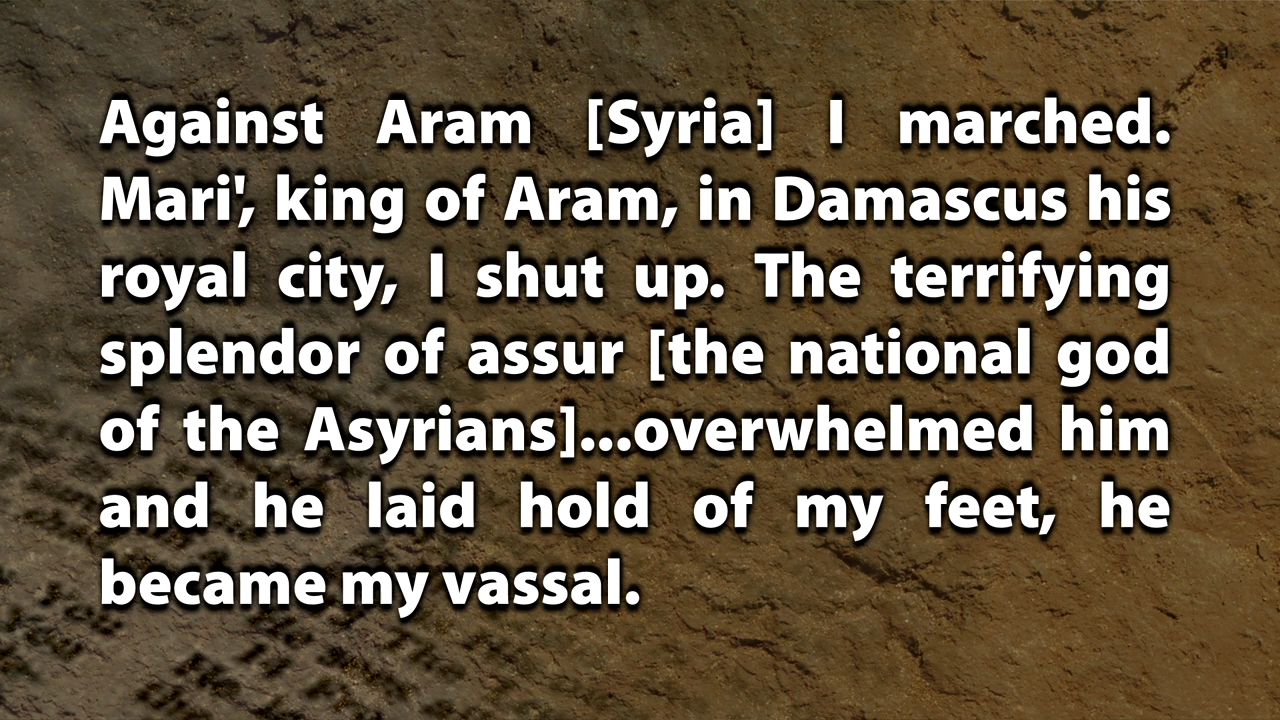 Against Aram [Syria] I marched.
Mari', king of Aram, in Damascus his
royal city, I shut up. The terrifying
splendor of assur [the national god
of the Asyrians]...overwhelmed him
and he laid hold of my feet, he
became my vassal.